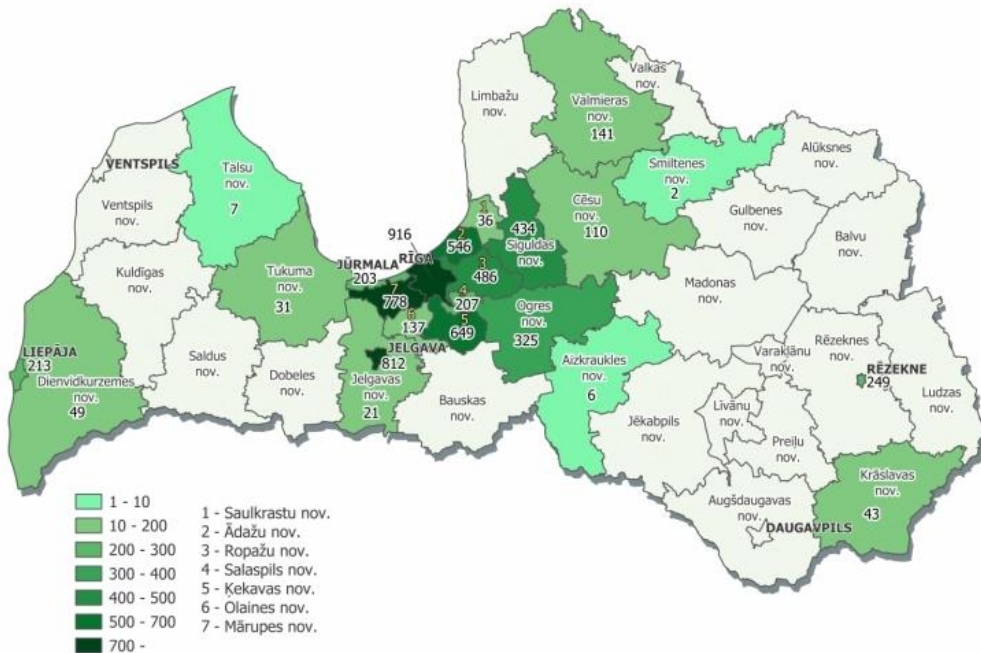 Valkas
nov.
Limbažu
nov.
Valmieras
nov.
141
Alūksnes
nov.
Smiltenes
nov.
2
VENTSPILS
Talsu
nov.
7
Ventspils
nov.
Cēsu
nov.
110
Gulbenes
nov.
Balvu
nov.
1
36
434
Siguldas
nov.
916
2
546
RĪGA
JŪRMALA
203
3
486
Kuldīgas
nov.
Tukuma
nov.
31
7
778
4
207
Madonas
nov.
6
137
5
649
Ogres
nov.
325
JELGAVA
812
LIEPĀJA
213
Dienvidkurzemes
nov.
49
Saldus
nov.
Dobeles
nov.
Jelgavas
nov.
21
Bauskas
nov.
Aizkraukles
nov.
6
Varakļānu
nov.
Rēzeknes
nov.
RĒZEKNE
249
Ludzas
nov.
Jēkabpils
nov.
Līvānu
nov.
Preiļu
nov.
Krāslavas
nov.
43
Augšdaugavas
nov.
DAUGAVPILS
1 - 10
10 - 200
200 - 300
300 - 400
400 - 500
500 - 700
700 -
1 - Saulkrastu nov.
2 - Ādažu nov.
3 - Ropažu nov.
4 - Salaspils nov.
5 - Ķekavas nov.
6 - Olaines nov.
7 - Mārupes nov.